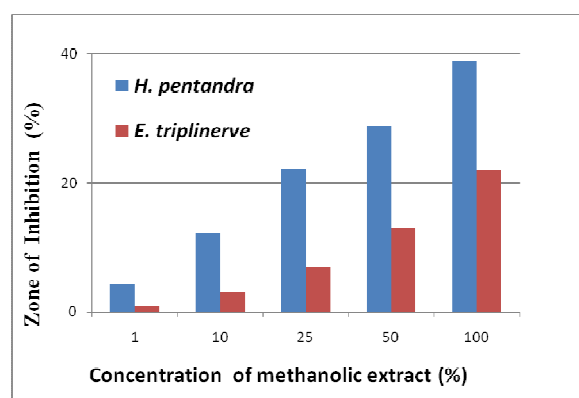 40
20
0
Zone of Inhibition (%)
H. pentandra
E. triplinerve
1 10 25 50 100
Concentration of methanolic extract (%)